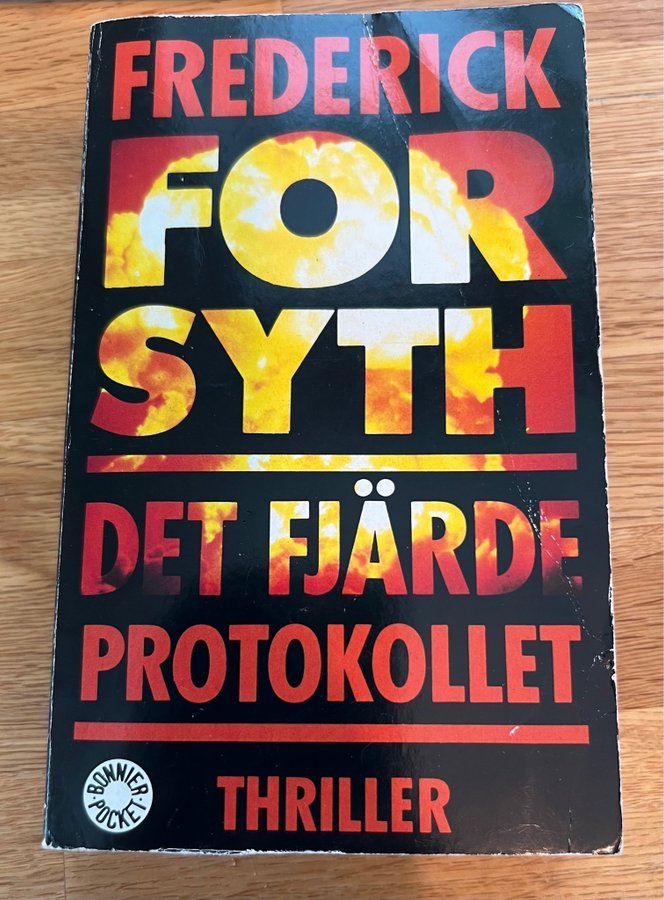 FREDERICK
FOR
SYTH
DET FJÄRDE
PROTOKOLLET
BONNIER
POCKET
THRILLER